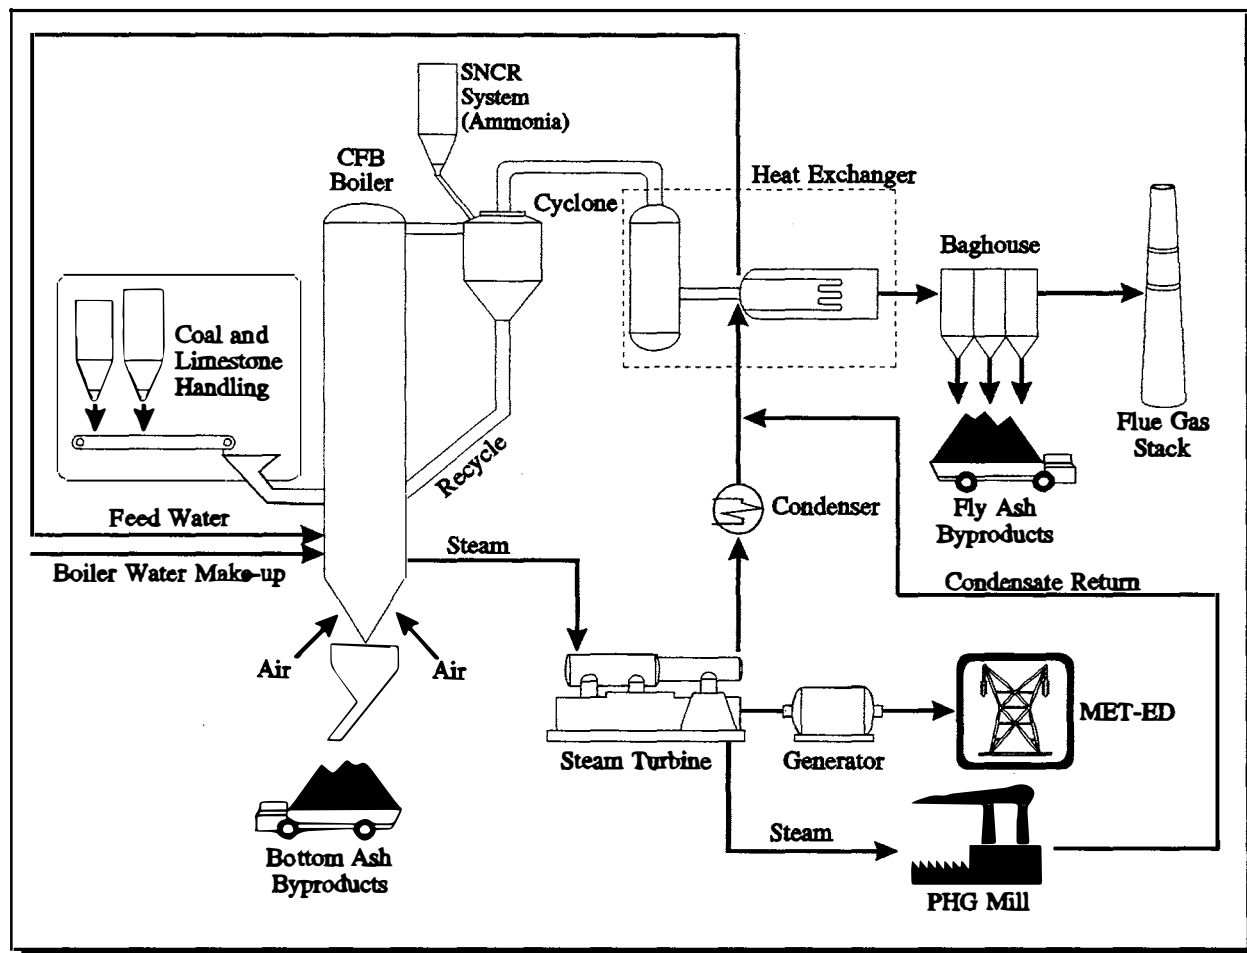 SNCR
System
(Ammonia)
CFB
Boiler
Heat Exchanger
Cyclone
Baghouse
Coal and
Limestone
Handling
Flue Gas
Stack
Recycle
Feed Water
Condenser
Fly Ash
Byproducts
Steam
Boiler Water Make-up
Condensate Return
Air
Air
MET-ED
Steam Turbine
Generator
Steam
Bottom Ash
Byproducts
PHG Mill